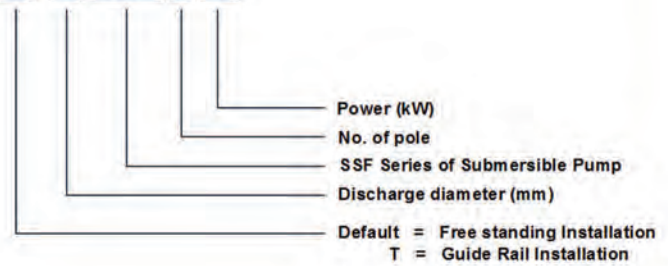 Power (kW)
No. of pole
SSF Series of Submersible Pump
Discharge diameter (mm)
Default = Free standing Installation
T = Guide Rail Installation